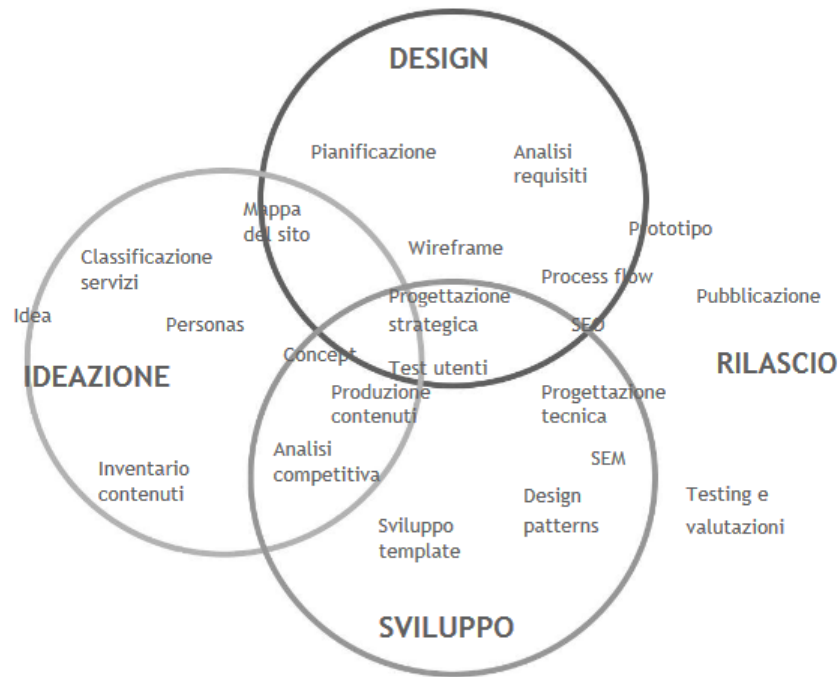 DESIGN
Pianificazione
Analisi
requisiti
Mappa
del sito
Prototipo
Wireframe
Classificazione
servizi
Process flow
Progettazione
strategica
Pubblicazione
Idea
Personas
SEO
Concept
Test utenti
IDEAZIONE
RILASCIO
Produzione
contenuti
Progettazione
tecnica
Analisi
competitiva
SEM
Inventario
contenuti
Design
patterns
Testing e
valutazioni
Sviluppo
template
SVILUPPO